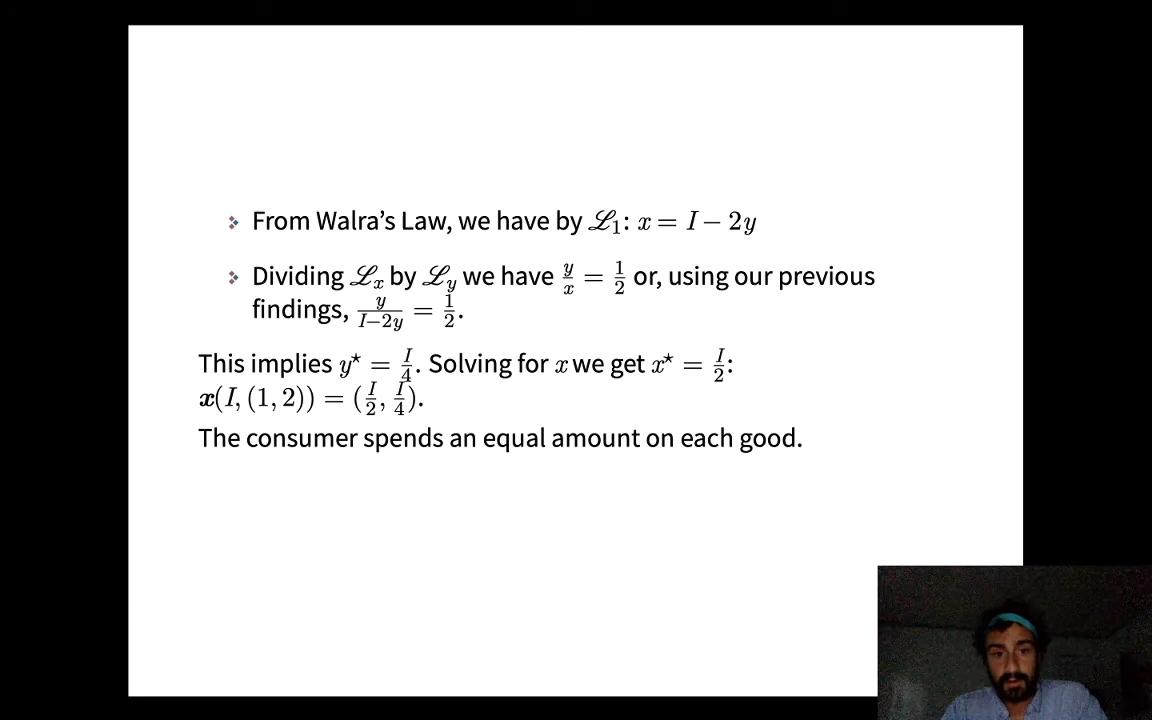 From Walra's Law, we have by ℒ₁: x = I − 2y
Dividing ℒₓ by ℒ_y we have y/x = 1/2 or, using our previous
findings, y/(I−2y) = 1/2.
This implies y⋆ = I/4. Solving for x we get x⋆ = I/2:
x(I, (1, 2)) = (I/2, I/4).
The consumer spends an equal amount on each good.